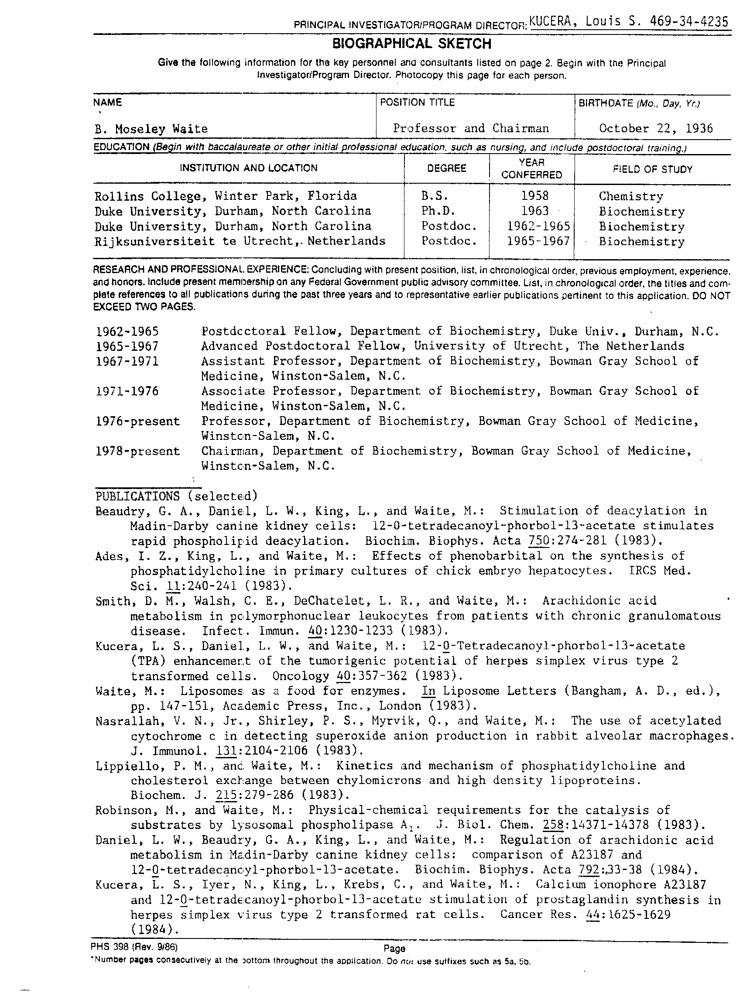 PRINCIPAL INVESTIGATOR/PROGRAM DIRECTOR: KUCERA, Louis S. 469-34-4235
BIOGRAPHICAL SKETCH
Give the following information for the key personnel and consultants listed on page 2. Begin with the Principal
Investigator/Program Director. Photocopy this page for each person.
NAME POSITION TITLE BIRTHDATE (Mo., Day, Yr.)
B. Moseley Waite Professor and Chairman October 22, 1936
EDUCATION (Begin with baccalaureate or other initial professional education, such as nursing, and include postdoctoral training.)
INSTITUTION AND LOCATION DEGREE YEAR CONFERRED FIELD OF STUDY
Rollins College, Winter Park, Florida B.S. 1958 Chemistry
Duke University, Durham, North Carolina Ph.D. 1963 Biochemistry
Duke University, Durham, North Carolina Postdoc. 1962-1965 Biochemistry
Rijksuniversiteit te Utrecht, Netherlands Postdoc. 1965-1967 Biochemistry
RESEARCH AND PROFESSIONAL EXPERIENCE: Concluding with present position, list, in chronological order, previous employment, experience,
and honors. Include present membership on any Federal Government public advisory committee. List, in chronological order, the titles and com-
plete references to all publications during the past three years and to representative earlier publications pertinent to this application. DO NOT
EXCEED TWO PAGES.
1962-1965 Postdoctoral Fellow, Department of Biochemistry, Duke Univ., Durham, N.C.
1965-1967 Advanced Postdoctoral Fellow, University of Utrecht, The Netherlands
1967-1971 Assistant Professor, Department of Biochemistry, Bowman Gray School of
Medicine, Winston-Salem, N.C.
1971-1976 Associate Professor, Department of Biochemistry, Bowman Gray School of
Medicine, Winston-Salem, N.C.
1976-present Professor, Department of Biochemistry, Bowman Gray School of Medicine,
Winston-Salem, N.C.
1978-present Chairman, Department of Biochemistry, Bowman Gray School of Medicine,
Winston-Salem, N.C.
PUBLICATIONS (selected)
Beaudry, G. A., Daniel, L. W., King, L., and Waite, M.: Stimulation of deacylation in
Madin-Darby canine kidney cells: 12-O-tetradecanoyl-phorbol-13-acetate stimulates
rapid phospholipid deacylation. Biochim. Biophys. Acta 750:274-281 (1983).
Ades, I. Z., King, L., and Waite, M.: Effects of phenobarbital on the synthesis of
phosphatidylcholine in primary cultures of chick embryo hepatocytes. IRCS Med.
Sci. 11:240-241 (1983).
Smith, D. M., Walsh, C. E., DeChatelet, L. R., and Waite, M.: Arachidonic acid
metabolism in polymorphonuclear leukocytes from patients with chronic granulomatous
disease. Infect. Immun. 40:1230-1233 (1983).
Kucera, L. S., Daniel, L. W., and Waite, M.: 12-O-Tetradecanoyl-phorbol-13-acetate
(TPA) enhancement of the tumorigenic potential of herpes simplex virus type 2
transformed cells. Oncology 40:357-362 (1983).
Waite, M.: Liposomes as a food for enzymes. In Liposome Letters (Bangham, A. D., ed.),
pp. 147-151, Academic Press, Inc., London (1983).
Nasrallah, V. N., Jr., Shirley, P. S., Myrvik, Q., and Waite, M.: The use of acetylated
cytochrome c in detecting superoxide anion production in rabbit alveolar macrophages.
J. Immunol. 131:2104-2106 (1983).
Lippiello, P. M., and Waite, M.: Kinetics and mechanism of phosphatidylcholine and
cholesterol exchange between chylomicrons and high density lipoproteins.
Biochem. J. 215:279-286 (1983).
Robinson, M., and Waite, M.: Physical-chemical requirements for the catalysis of
substrates by lysosomal phospholipase A1. J. Biol. Chem. 258:14371-14378 (1983).
Daniel, L. W., Beaudry, G. A., King, L., and Waite, M.: Regulation of arachidonic acid
metabolism in Madin-Darby canine kidney cells: comparison of A23187 and
12-O-tetradecanoyl-phorbol-13-acetate. Biochim. Biophys. Acta 792:33-38 (1984).
Kucera, L. S., Iyer, N., King, L., Krebs, C., and Waite, M.: Calcium ionophore A23187
and 12-O-tetradecanoyl-phorbol-13-acetate stimulation of prostaglandin synthesis in
herpes simplex virus type 2 transformed rat cells. Cancer Res. 44:1625-1629
(1984).
PHS 398 (Rev. 9/86) Page
*Number pages consecutively at the bottom throughout the application. Do not use suffixes such as 5a, 5b.